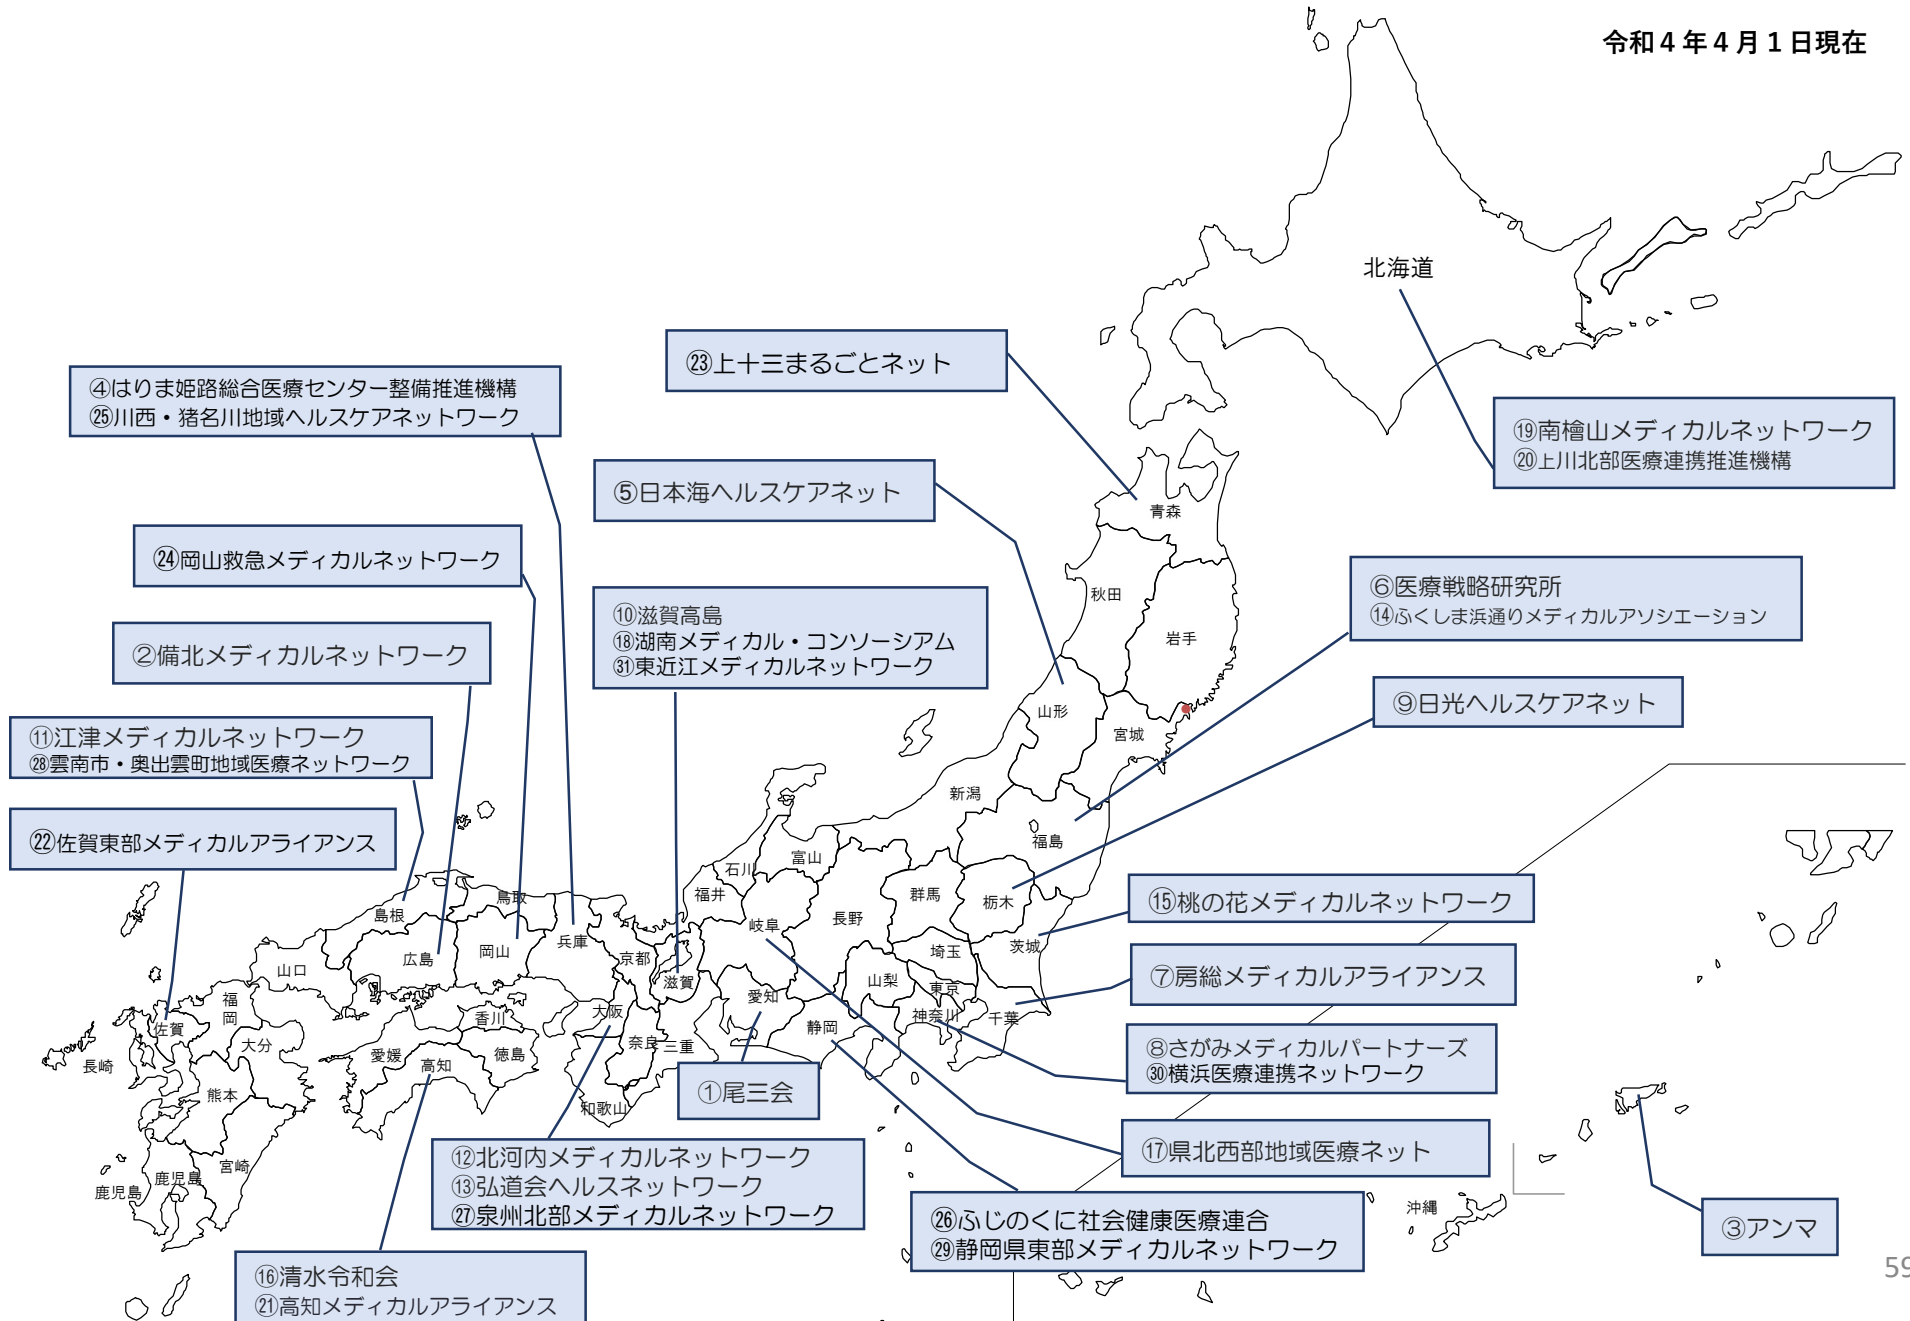 令和４年４月１日現在
北海道
㉓上十三まるごとネット
④はりま姫路総合医療センター整備推進機構
㉕川西・猪名川地域ヘルスケアネットワーク
⑲南檜山メディカルネットワーク
⑳上川北部医療連携推進機構
⑤日本海ヘルスケアネット
青森
㉔岡山救急メディカルネットワーク
秋田
⑥医療戦略研究所
⑭ふくしま浜通りメディカルアソシエーション
⑩滋賀高島
⑱湖南メディカル・コンソーシアム
㉛東近江メディカルネットワーク
岩手
②備北メディカルネットワーク
⑨日光ヘルスケアネット
山形
宮城
⑪江津メディカルネットワーク
㉘雲南市・奥出雲町地域医療ネットワーク
新潟
㉒佐賀東部メディカルアライアンス
福島
富山
石川
福井
群馬
栃木
⑮桃の花メディカルネットワーク
鳥取
島根
岐阜
長野
茨城
兵庫
岡山
広島
京都
埼玉
山口
滋賀
山梨
東京
⑦房総メディカルアライアンス
愛知
福岡
佐賀
香川
大阪
静岡
神奈川
千葉
大分
長崎
愛媛
高知
徳島
奈良
三重
⑧さがみメディカルパートナーズ
㉚横浜医療連携ネットワーク
①尾三会
熊本
和歌山
⑰県北西部地域医療ネット
宮崎
鹿児島
鹿児島
⑫北河内メディカルネットワーク
⑬弘道会ヘルスネットワーク
㉗泉州北部メディカルネットワーク
㉖ふじのくに社会健康医療連合
㉙静岡県東部メディカルネットワーク
沖縄
③アンマ
⑯清水令和会
㉑高知メディカルアライアンス
59